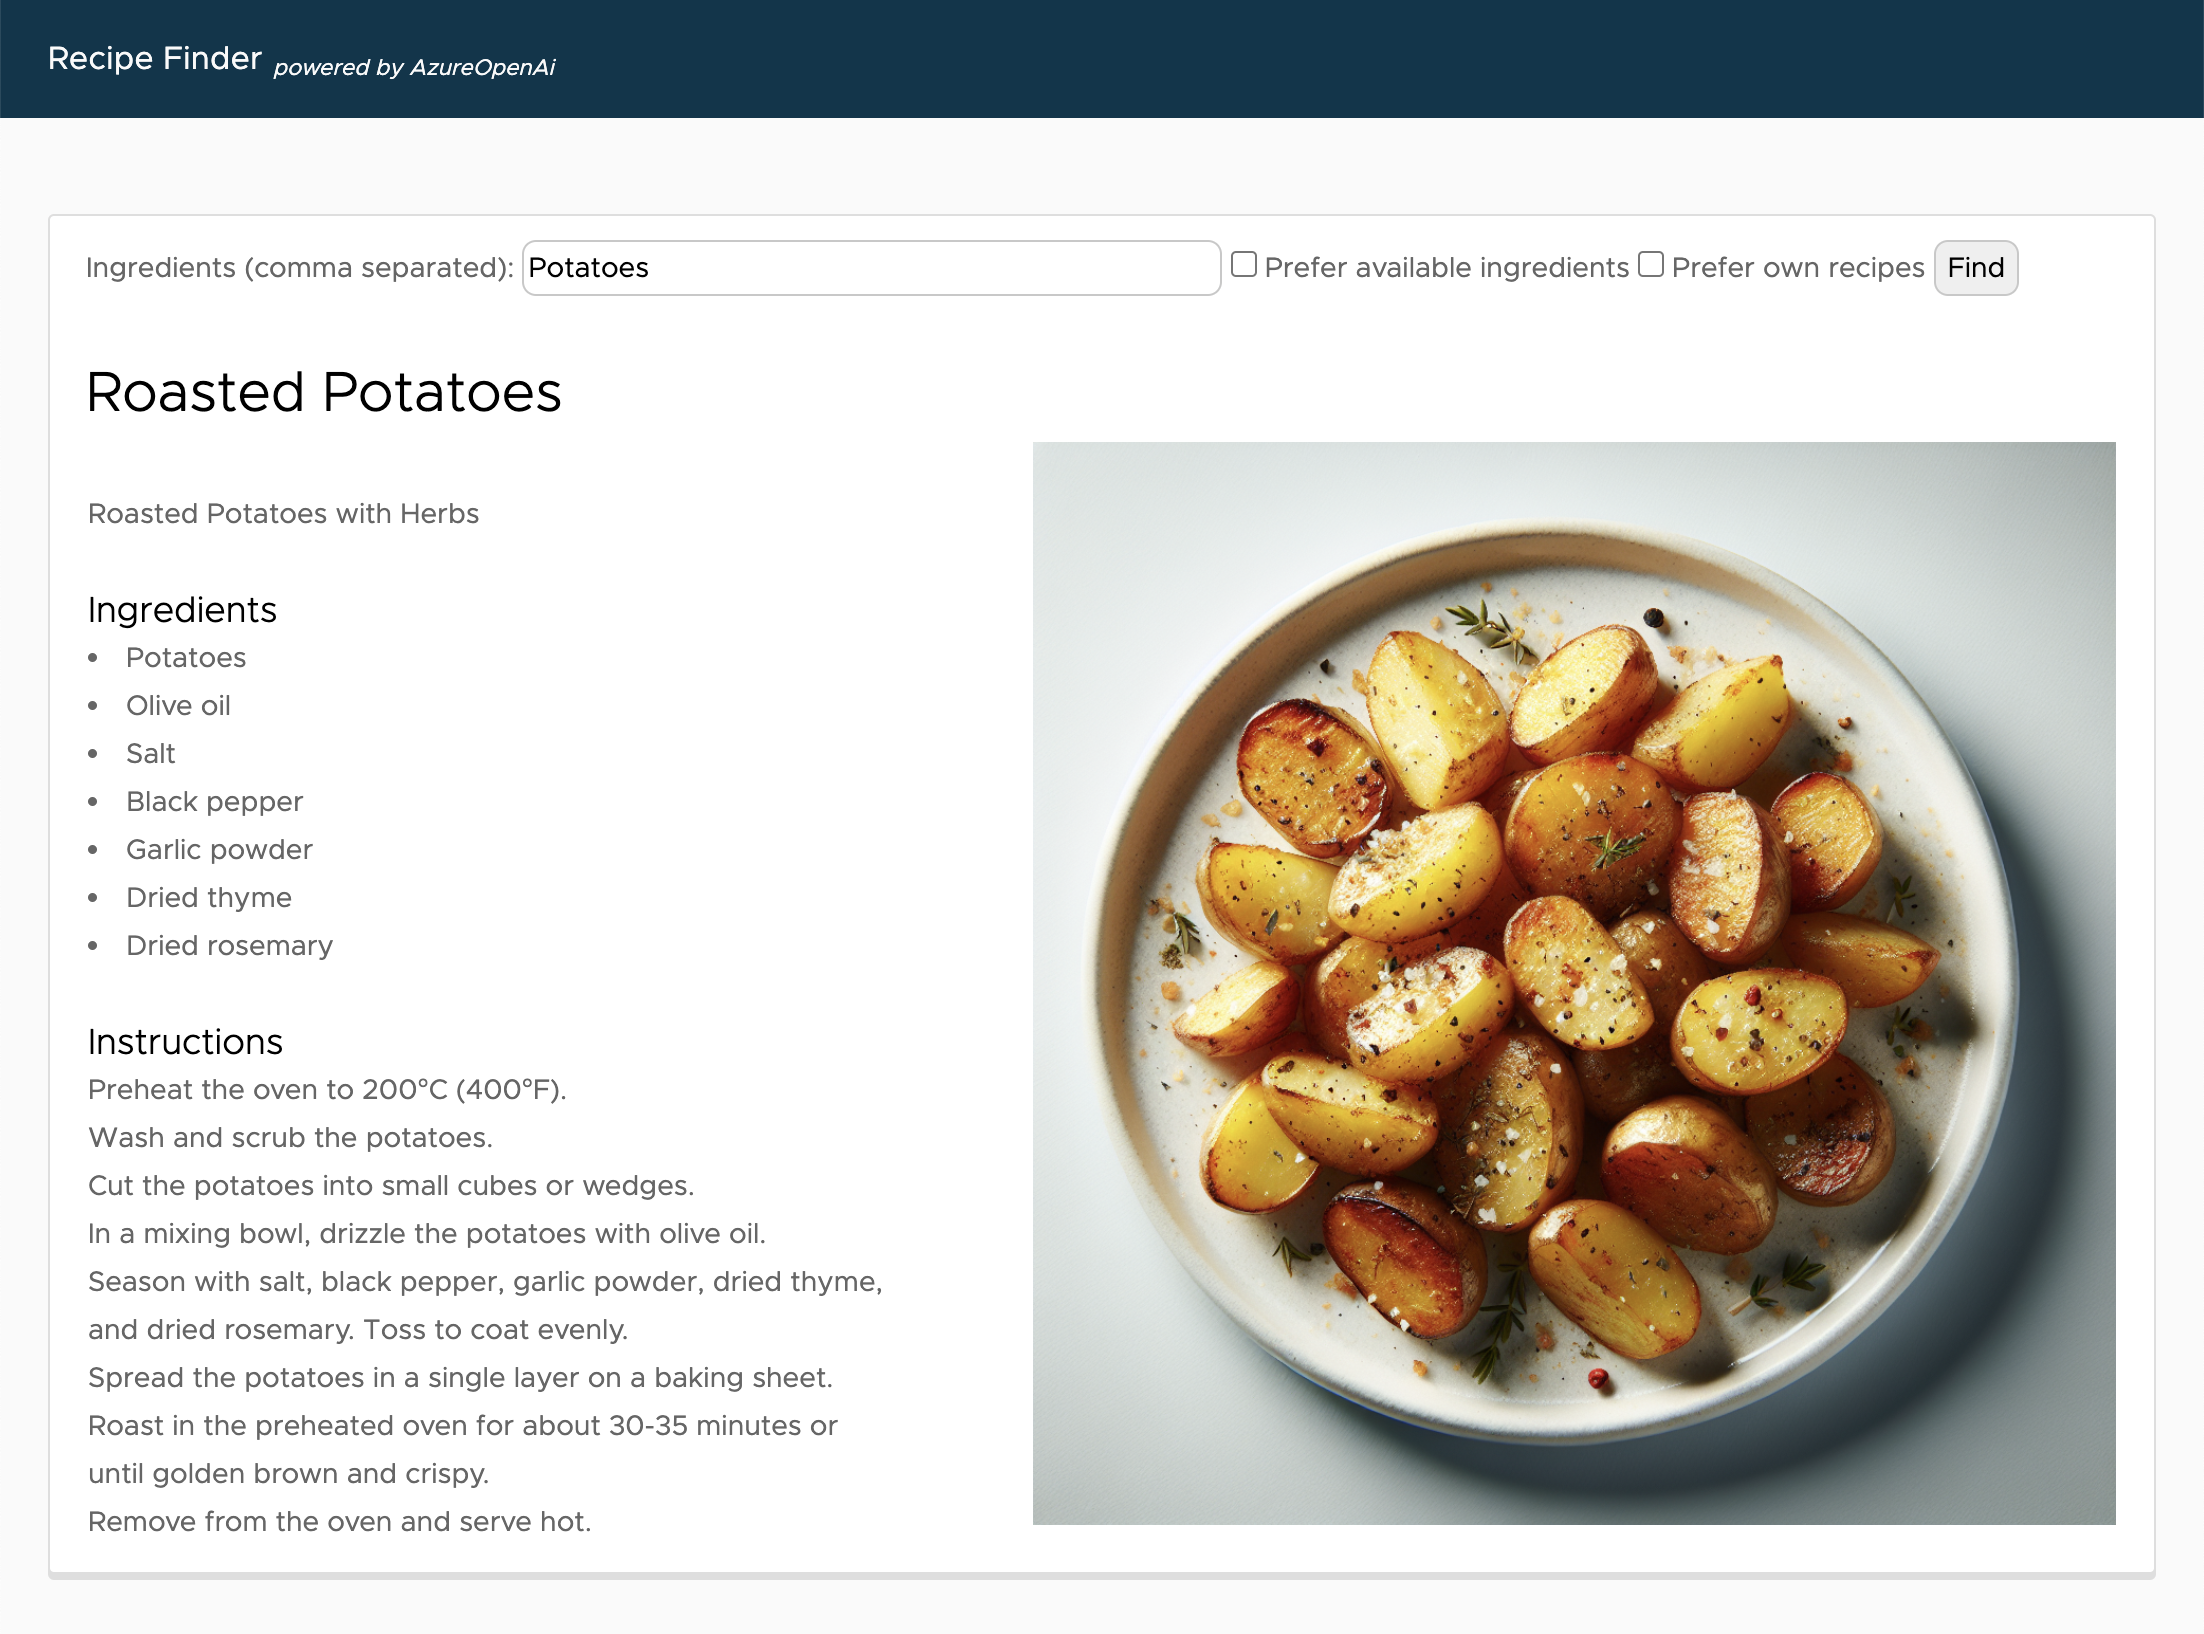 Recipe Finder powered by AzureOpenAi
Ingredients (comma separated): Potatoes Prefer available ingredients Prefer own recipes Find
Roasted Potatoes
Roasted Potatoes with Herbs
Ingredients
• Potatoes
• Olive oil
• Salt
• Black pepper
• Garlic powder
• Dried thyme
• Dried rosemary
Instructions
Preheat the oven to 200°C (400°F).
Wash and scrub the potatoes.
Cut the potatoes into small cubes or wedges.
In a mixing bowl, drizzle the potatoes with olive oil.
Season with salt, black pepper, garlic powder, dried thyme,
and dried rosemary. Toss to coat evenly.
Spread the potatoes in a single layer on a baking sheet.
Roast in the preheated oven for about 30-35 minutes or
until golden brown and crispy.
Remove from the oven and serve hot.